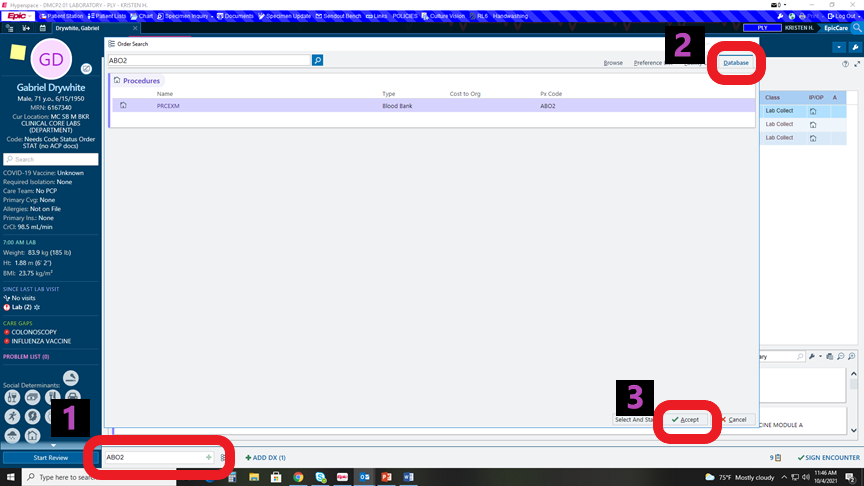 Hyperspace - DMCP2 01 LABORATORY - PLY - KRISTEN H.
Epic Patient Station Patient Lists Chart Specimen Inquiry Documents Specimen Update Sendout Bench Links POLICIES Culture Vision RL6 Handwashing Print Log Out
Drywhite, Gabriel
PLY KRISTEN H. EpicCare
GD
Gabriel Drywhite
Male, 71 y.o., 6/15/1950
MRN: 6167340
Cur Location: MC SB M BKR
CLINICAL CORE LABS
(DEPARTMENT)
Code: Needs Code Status Order
STAT (no ACP docs)
Search
COVID-19 Vaccine: Unknown
Required Isolation: None
Care Team: No PCP
Primary Cvg: None
Allergies: Not on File
Primary Ins.: None
CrCl: 98.5 mL/min
7:00 AM LAB
Weight: 83.9 kg (185 lb)
Ht: 1.88 m (6' 2")
BMI: 23.75 kg/m²
SINCE LAST LAB VISIT
No visits
Lab (2)
CARE GAPS
COLONOSCOPY
INFLUENZA VACCINE
PROBLEM LIST (0)
Social Determinants:
1
Start Review
Order Search
ABO2
2
Browse Preference Database
Procedures
Name Type Cost to Org Px Code
PRCEXM Blood Bank ABO2
3
Select And Sta Accept Cancel
Class IP/OP A
Lab Collect
Lab Collect
Lab Collect
ary
CINE MODULE A
ABO2
ADD DX (1)
9
SIGN ENCOUNTER
Type here to sear
75°F Mostly cloudy
11:46 AM
10/4/2021